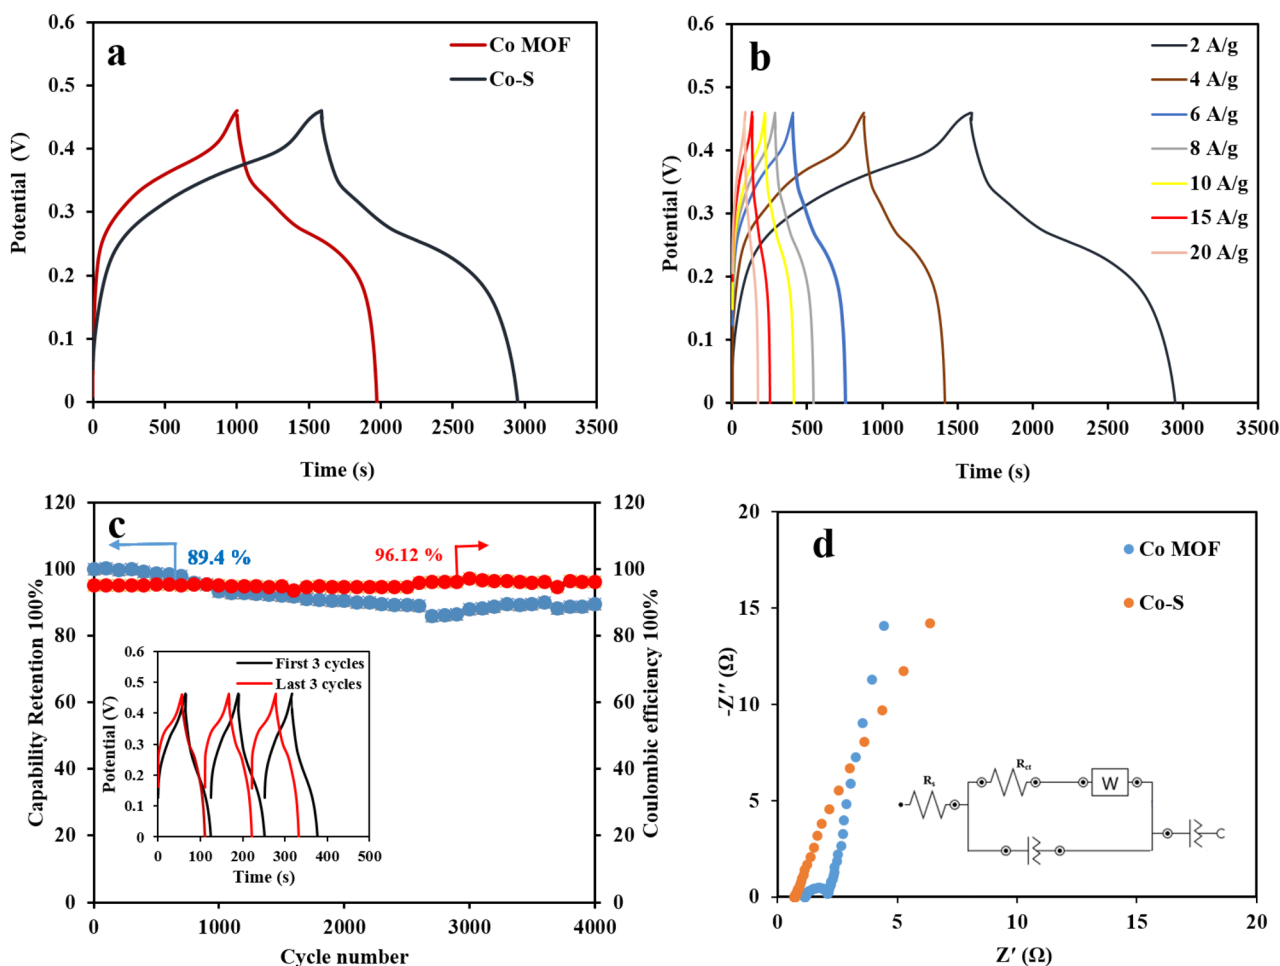 a
Co MOF
Co-S
0.6
0.5
0.4
0.3
0.2
0.1
0
Potential (V)
0 500 1000 1500 2000 2500 3000 3500
Time (s)
b
2 A/g
4 A/g
6 A/g
8 A/g
10 A/g
15 A/g
20 A/g
0.6
0.5
0.4
0.3
0.2
0.1
0
Potential (V)
0 500 1000 1500 2000 2500 3000 3500
Time (s)
c
89.4 %
96.12 %
120
100
80
60
40
20
0
Capability Retention 100%
120
100
80
60
40
20
0
Coulombic efficiency 100%
0 1000 2000 3000 4000
Cycle number
First 3 cycles
Last 3 cycles
0.6
0.5
0.4
0.3
0.2
0.1
0
Potential (V)
0 100 200 300 400 500
Time (s)
d
Co MOF
Co-S
20
15
10
5
0
-Z″ (Ω)
0 5 10 15 20
Z′ (Ω)
Rs
Rct
W